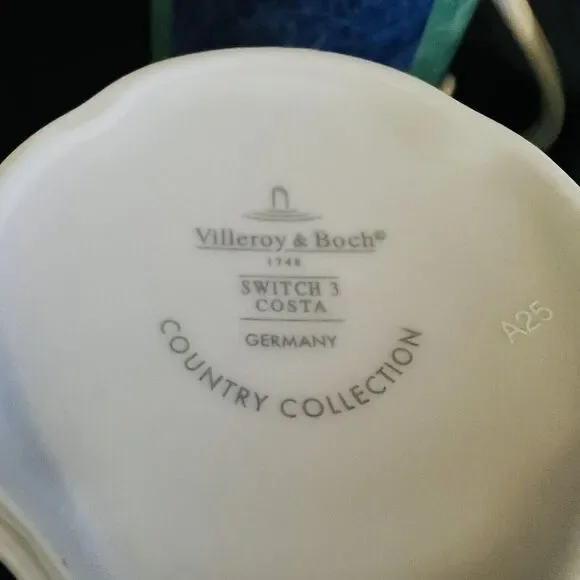 Villeroy & Boch®
1748
SWITCH 3
COSTA
GERMANY
COUNTRY COLLECTION
A25